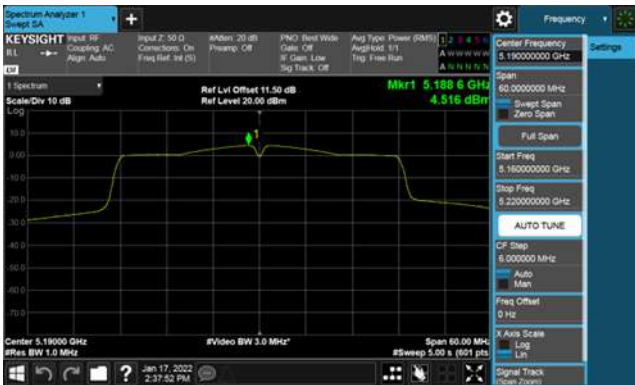 Spectrum Analyzer 1
Swept SA
+
Frequency
KEYSIGHT
RL
Input: RF
Coupling: AC
Align: Auto
Input Z: 50 Ω
Corrections: On
Freq Ref: Int (S)
#Atten: 20 dB
Preamp: Off
PNO: Best Wide
Gate: Off
IF Gain: Low
Sig Track: Off
Avg Type: Power (RMS)
Avg|Hold: 1/1
Trig: Free Run
1 2 3 4 5 6
A W W W W W
A N N N N N
1 Spectrum
Scale/Div 10 dB
Log
Ref Lvl Offset 11.50 dB
Ref Level 20.00 dBm
Mkr1 5.188 6 GHz
4.516 dBm
1
10.0
0.00
-10.0
-20.0
-30.0
-40.0
-50.0
-60.0
-70.0
Center 5.19000 GHz
#Res BW 1.0 MHz
#Video BW 3.0 MHz*
Span 60.00 MHz
#Sweep 5.00 s (601 pts
?
Jan 17, 2022
2:37:52 PM
Center Frequency
5.190000000 GHz
Settings
Span
60.0000000 MHz
Swept Span
Zero Span
Full Span
Start Freq
5.160000000 GHz
Stop Freq
5.220000000 GHz
AUTO TUNE
CF Step
6.000000 MHz
Auto
Man
Freq Offset
0 Hz
X Axis Scale
Log
Lin
Signal Track
(Span Zoom)